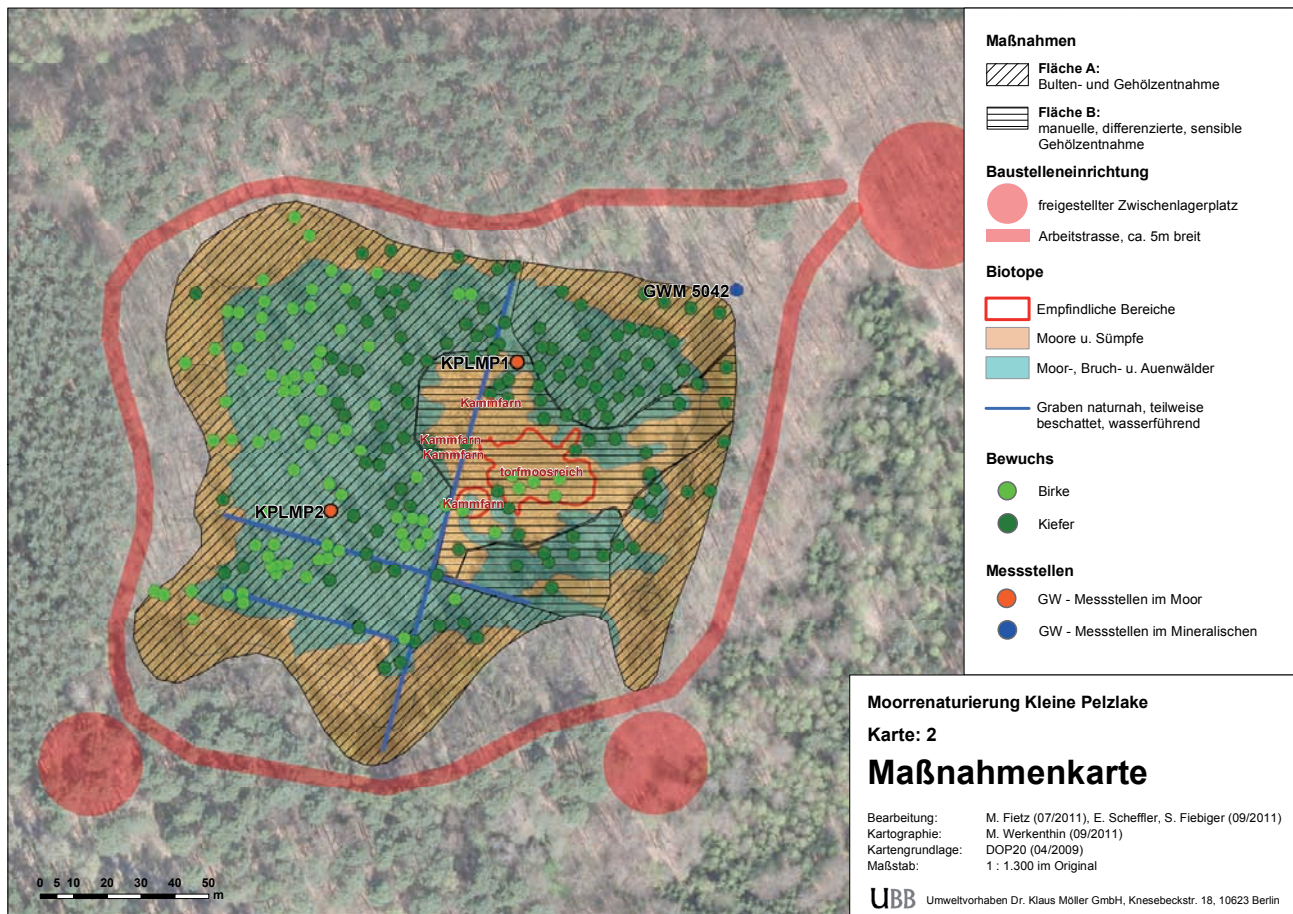 GWM 5042
KPLMP1
Kammfarn
Kammfarn
Kammfarn
torfmoosreich
Kammfarn
KPLMP2
0 5 10 20 30 40 50
m
Maßnahmen
Fläche A:
Bulten- und Gehölzentnahme
Fläche B:
manuelle, differenzierte, sensible
Gehölzentnahme
Baustelleneinrichtung
freigestellter Zwischenlagerplatz
Arbeitstrasse, ca. 5m breit
Biotope
Empfindliche Bereiche
Moore u. Sümpfe
Moor-, Bruch- u. Auenwälder
Graben naturnah, teilweise
beschattet, wasserführend
Bewuchs
Birke
Kiefer
Messstellen
GW - Messstellen im Moor
GW - Messstellen im Mineralischen
Moorrenaturierung Kleine Pelzlake
Karte: 2
Maßnahmenkarte
Bearbeitung: M. Fietz (07/2011), E. Scheffler, S. Fiebiger (09/2011)
Kartographie: M. Werkenthin (09/2011)
Kartengrundlage: DOP20 (04/2009)
Maßstab: 1 : 1.300 im Original
UBB Umweltvorhaben Dr. Klaus Möller GmbH, Knesebeckstr. 18, 10623 Berlin